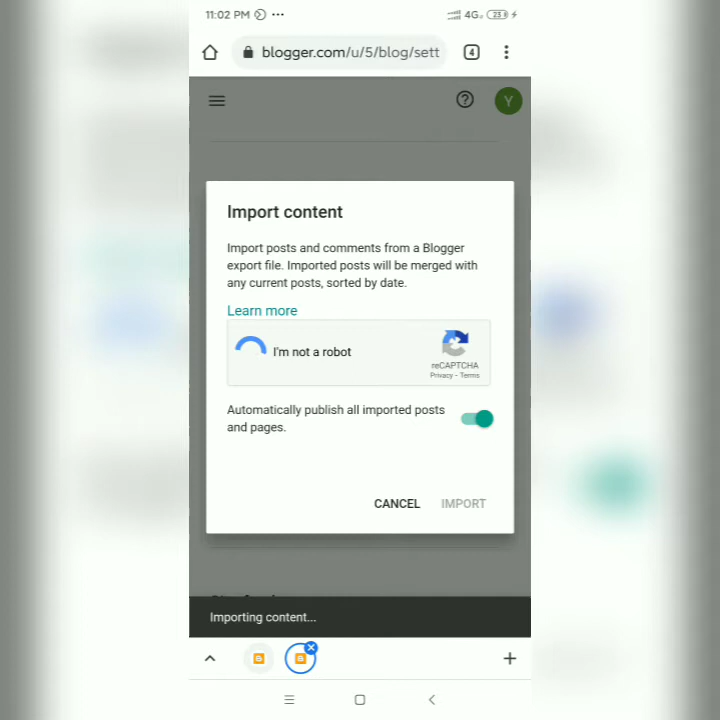 11:02 PM ... 4G 23
blogger.com/u/5/blog/sett 4
Y
Import content
Import posts and comments from a Blogger
export file. Imported posts will be merged with
any current posts, sorted by date.
Learn more
I'm not a robot
reCAPTCHA
Privacy - Terms
Automatically publish all imported posts
and pages.
CANCEL IMPORT
Importing content...